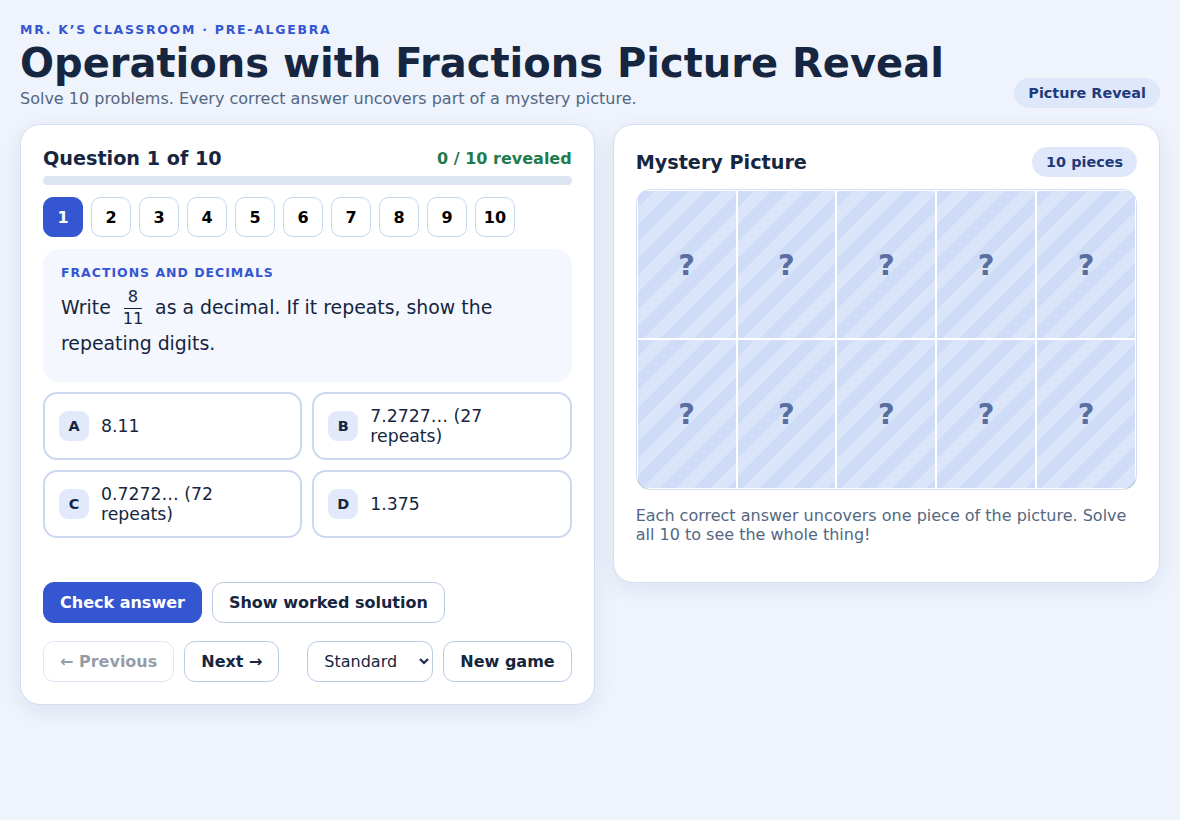 MR. K’S CLASSROOM · PRE-ALGEBRA
Operations with Fractions Picture Reveal
Solve 10 problems. Every correct answer uncovers part of a mystery picture.
Picture Reveal
Question 1 of 10
0 / 10 revealed
1 2 3 4 5 6 7 8 9 10
FRACTIONS AND DECIMALS
Write 8/11 as a decimal. If it repeats, show the
repeating digits.
A 8.11
B 7.2727… (27
repeats)
C 0.7272… (72
repeats)
D 1.375
Check answer
Show worked solution
← Previous
Next →
Standard
New game
Mystery Picture
10 pieces
? ? ? ? ?
? ? ? ? ?
Each correct answer uncovers one piece of the picture. Solve
all 10 to see the whole thing!